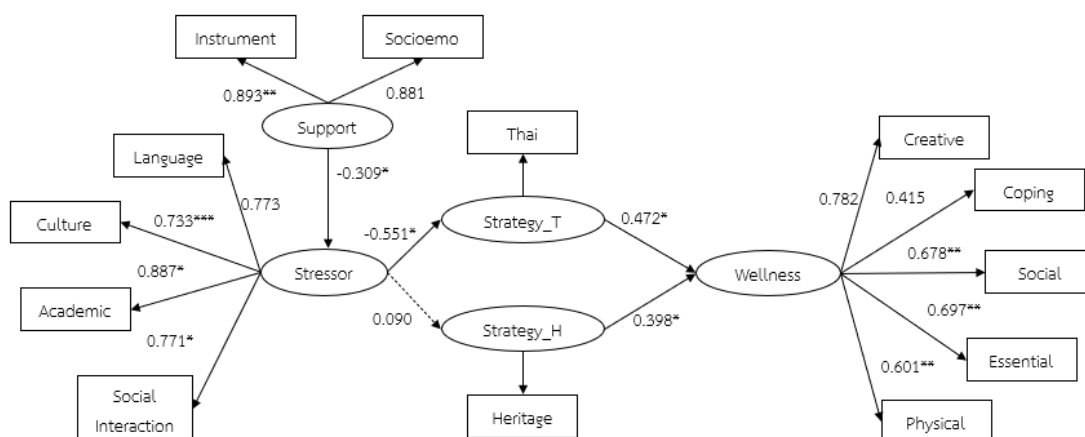 Instrument
Socioemo
0.893**
0.881
Support
Thai
Creative
Language
-0.309*
Coping
0.773
0.782
0.415
Culture
0.733***
Strategy_T
0.472*
-0.551*
0.678**
Stressor
Wellness
Social
0.887*
Academic
0.090
Strategy_H
0.398*
0.697**
0.771*
Essential
0.601**
Social
Interaction
Heritage
Physical